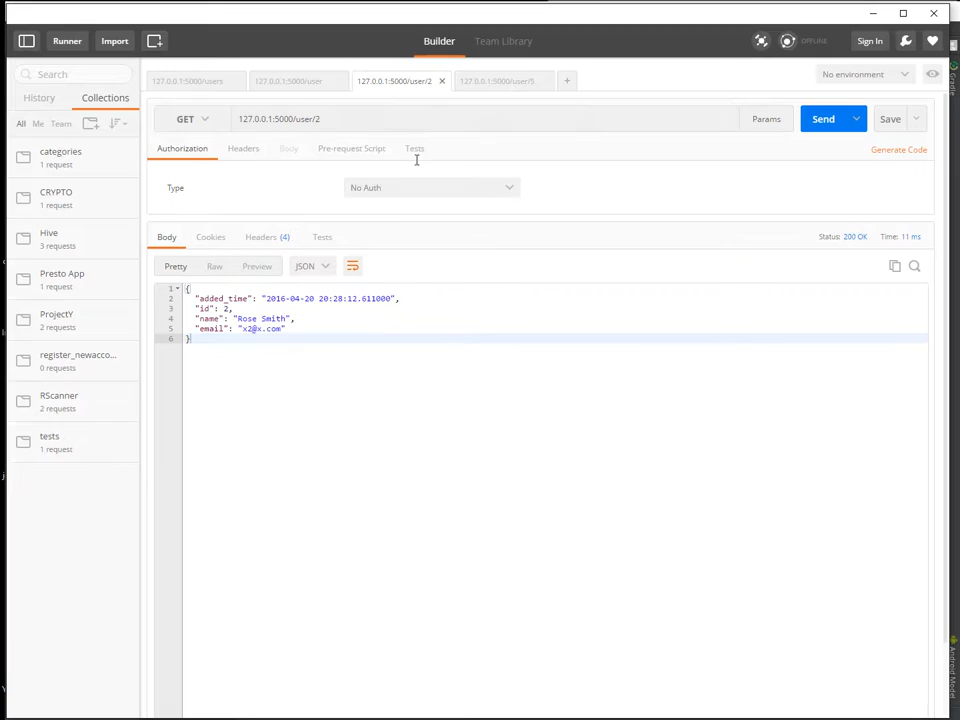 Runner
Import
Builder
Team Library
OFFLINE
Sign In
Search
127.0.0.1:5000/users
127.0.0.1:5000/user
127.0.0.1:5000/user/2
127.0.0.1:5000/user/5
No environment
History
Collections
GET
127.0.0.1:5000/user/2
Params
Send
Save
All Me Team
Authorization
Headers
Body
Pre-request Script
Tests
Generate Code
categories
1 request
Type
No Auth
CRYPTO
1 request
Hive
3 requests
Body
Cookies
Headers (4)
Tests
Status: 200 OK
Time: 11 ms
Presto App
1 request
Pretty
Raw
Preview
JSON
1 {
2 "added_time": "2016-04-20 20:28:12.611000",
3 "id": 2,
4 "name": "Rose Smith",
5 "email": "x2@x.com"
6 }
ProjectY
2 requests
register_newacco...
0 requests
RScanner
2 requests
tests
1 request
Gradle
Android Model